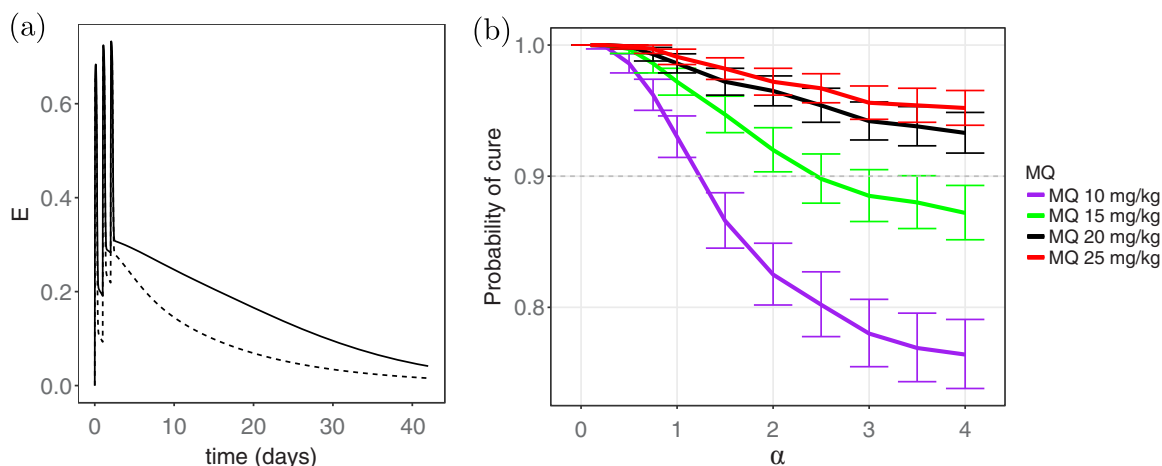 (a)
0.6
0.4
0.2
0.0
E
0
10
20
30
40
time (days)
(b)
1.0
0.9
0.8
Probability of cure
0
1
2
3
4
α
MQ
MQ 10 mg/kg
MQ 15 mg/kg
MQ 20 mg/kg
MQ 25 mg/kg